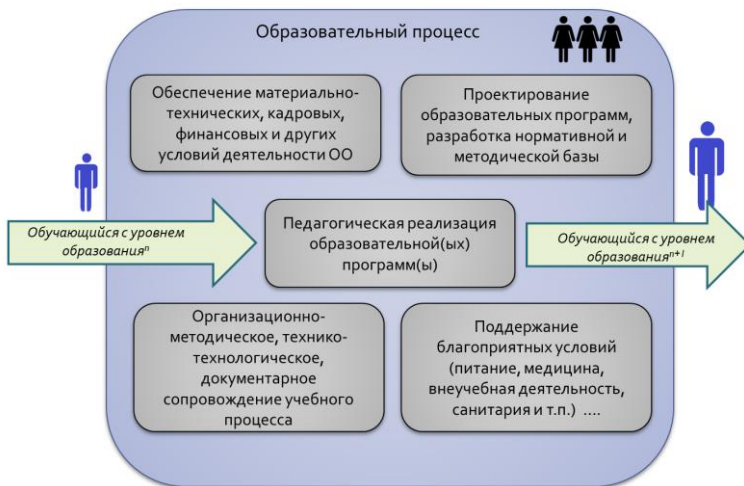 Образовательный процесс
Обеспечение материально-
технических, кадровых,
финансовых и других
условий деятельности ОО
Проектирование
образовательных программ,
разработка нормативной и
методической базы
Обучающийся с уровнем
образованияⁿ
Педагогическая реализация
образовательной(ых)
программ(ы)
Обучающийся с уровнем
образованияⁿ⁺¹
Организационно-
методическое, технико-
технологическое,
документарное
сопровождение учебного
процесса
Поддержание
благоприятных условий
(питание, медицина,
внеучебная деятельность,
санитария и т.п.) ....